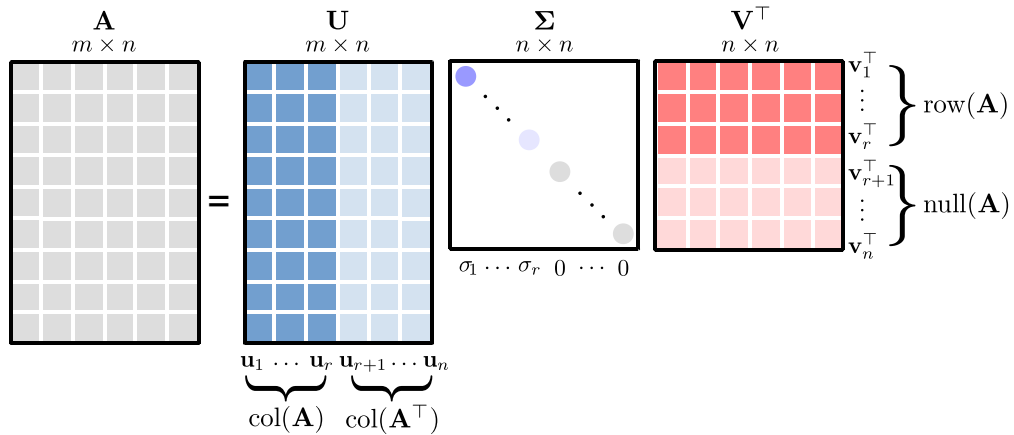 A U Σ V⊤
m × n m × n n × n n × n
v₁⊤
⋮
row(A)
vᵣ⊤
=
vᵣ₊₁⊤
⋮
null(A)
vₙ⊤
σ₁ ⋯ σᵣ 0 ⋯ 0
u₁ ⋯ uᵣ uᵣ₊₁ ⋯ uₙ
col(A) col(A⊤)